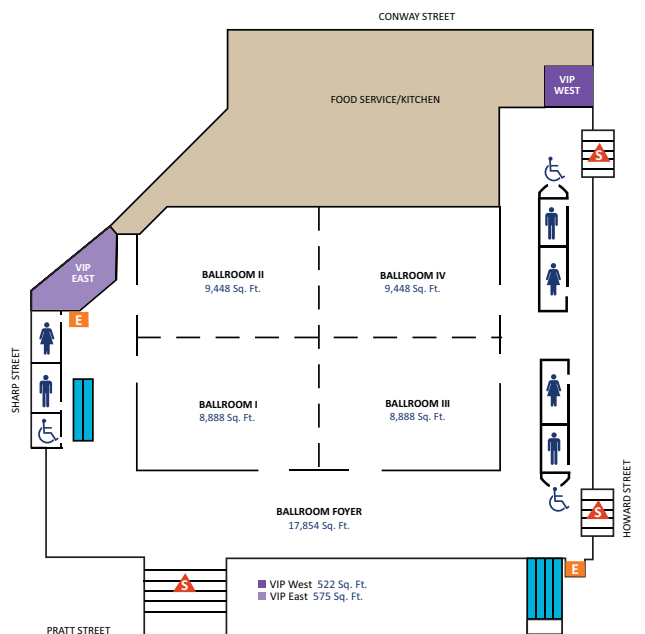 CONWAY STREET
VIP
WEST
FOOD SERVICE/KITCHEN
S
VIP
EAST
BALLROOM II
9,448 Sq. Ft.
BALLROOM IV
9,448 Sq. Ft.
E
SHARP STREET
BALLROOM I
8,888 Sq. Ft.
BALLROOM III
8,888 Sq. Ft.
HOWARD STREET
S
BALLROOM FOYER
17,854 Sq. Ft.
E
S
VIP West 522 Sq. Ft.
VIP East 575 Sq. Ft.
PRATT STREET